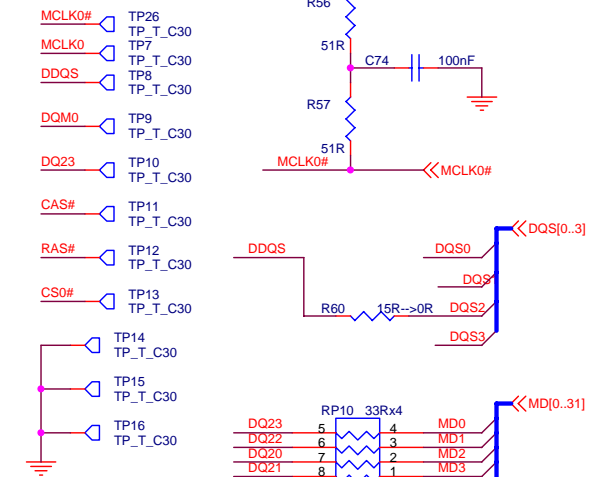 MCLK0#
TP26
TP_T_C30
MCLK0
TP7
TP_T_C30
DDQS
TP8
TP_T_C30
DQM0
TP9
TP_T_C30
DQ23
TP10
TP_T_C30
CAS#
TP11
TP_T_C30
RAS#
TP12
TP_T_C30
CS0#
TP13
TP_T_C30
TP14
TP_T_C30
TP15
TP_T_C30
TP16
TP_T_C30
R56
51R
C74
100nF
R57
51R
MCLK0#
MCLK0#
DQS[0..3]
DDQS
DQS0
DQS
R60
15R-->0R
DQS2
DQS3
MD[0..31]
RP10
33Rx4
DQ23
5
4
MD0
DQ22
6
3
MD1
DQ20
7
2
MD2
DQ21
8
1
MD3